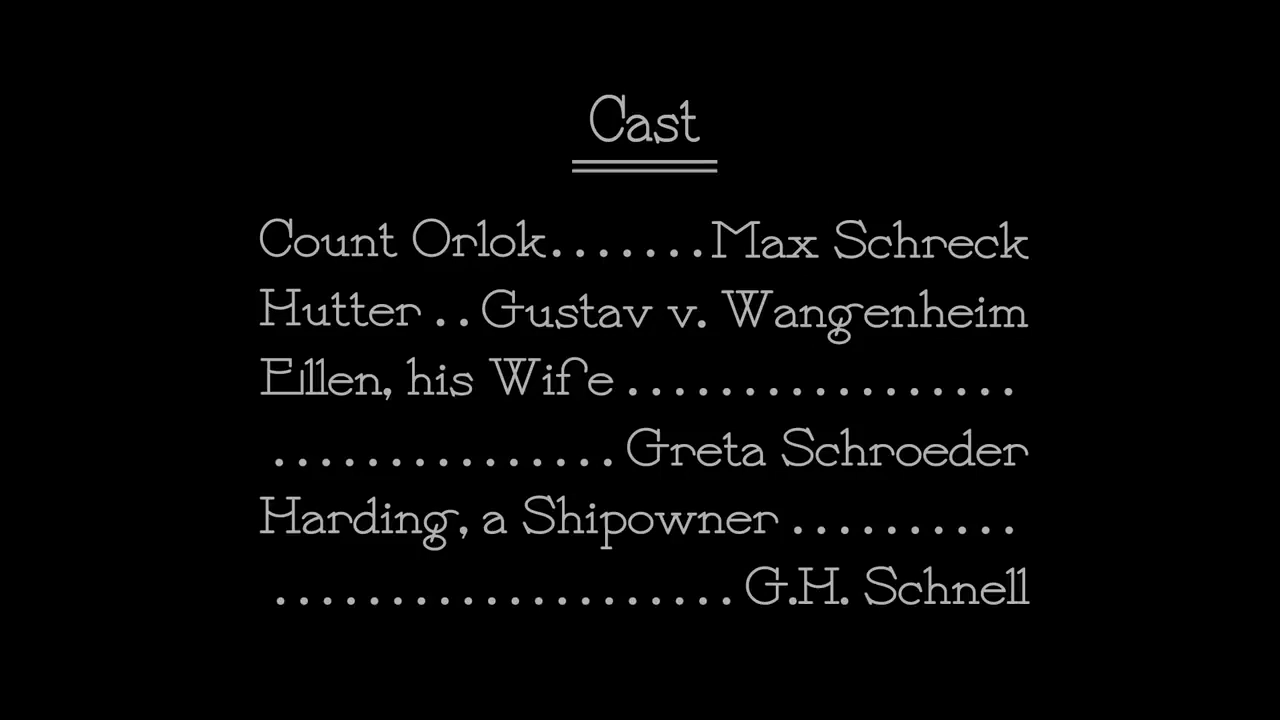 Cast
Count Orlok.......Max Schreck
Hutter ..Gustav v. Wangenheim
Ellen, his Wife .................
...............Greta Schroeder
Harding, a Shipowner ..........
....................G.H. Schnell